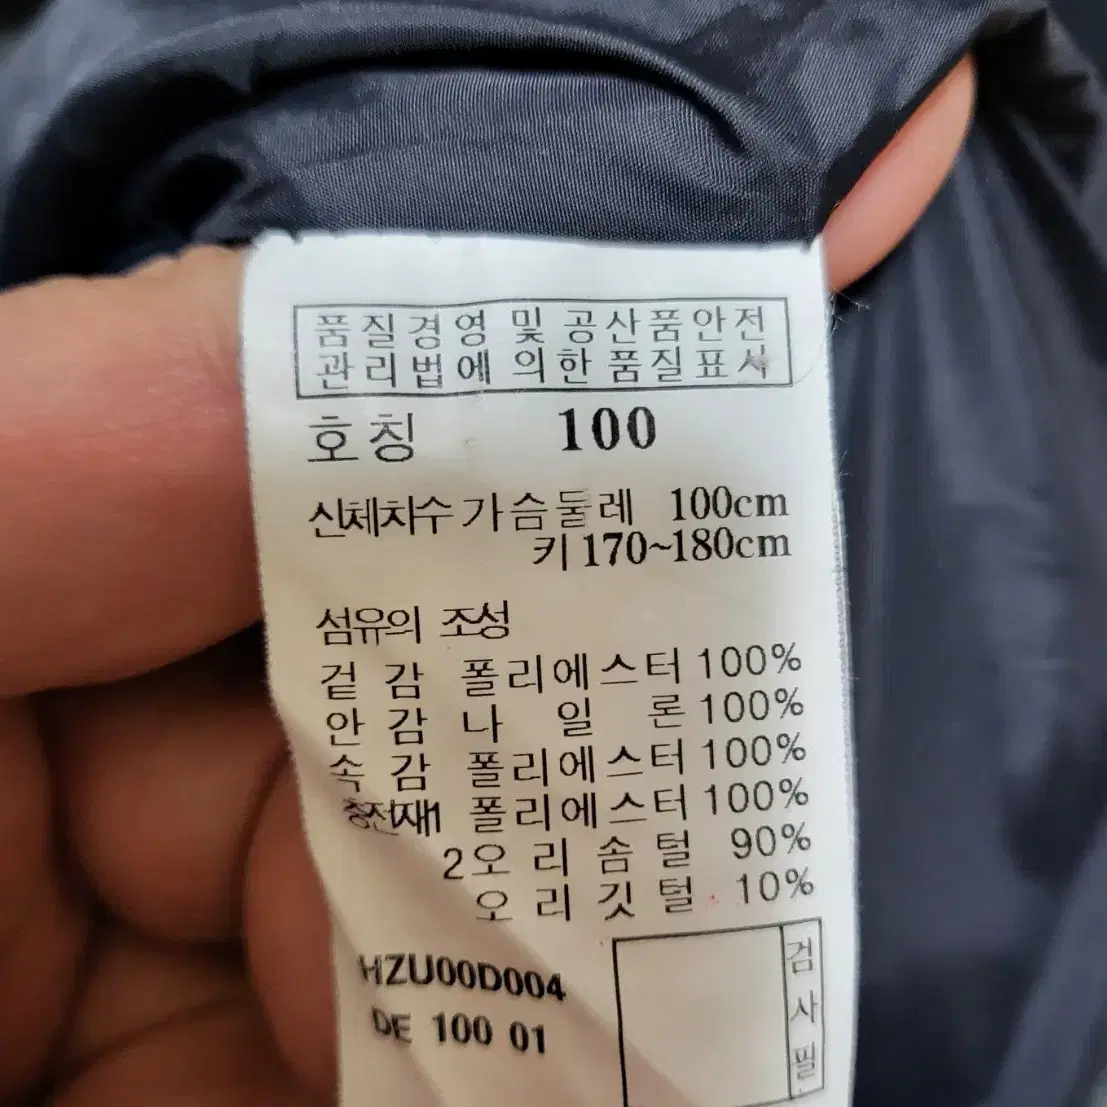 품질경영 및 공산품안전
관리법에 의한 품질표시
호칭 100
신체치수 가슴둘레 100cm
키 170~180cm
섬유의 조성
겉감 폴리에스터 100%
안감 나일론 100%
속감 폴리에스터 100%
충전재1 폴리에스터 100%
2오리솜털 90%
오리깃털 10%
HZU00D004
DE 100 01
검사필